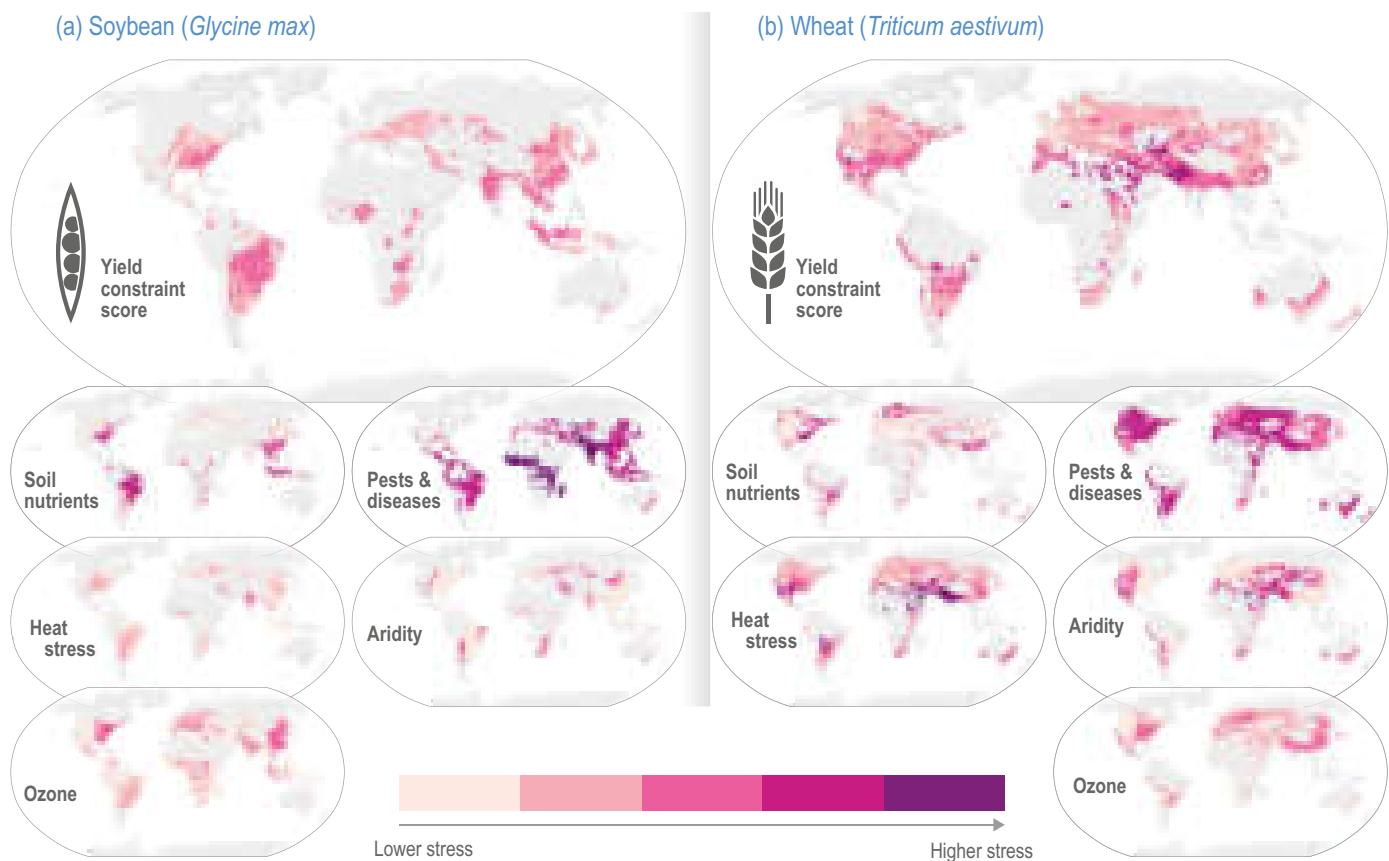 (a) Soybean (Glycine max)
Yield
constraint
score
Soil
nutrients
Pests &
diseases
Heat
stress
Aridity
Ozone
(b) Wheat (Triticum aestivum)
Yield
constraint
score
Soil
nutrients
Pests &
diseases
Heat
stress
Aridity
Ozone
Lower stress
Higher stress